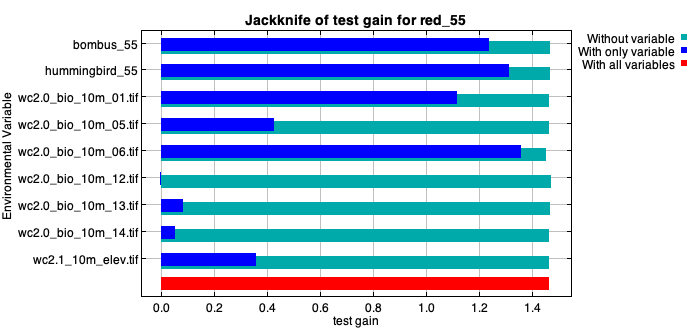 Jackknife of test gain for red_55
Without variable
With only variable
With all variables
Environmental Variable
bombus_55
hummingbird_55
wc2.0_bio_10m_01.tif
wc2.0_bio_10m_05.tif
wc2.0_bio_10m_06.tif
wc2.0_bio_10m_12.tif
wc2.0_bio_10m_13.tif
wc2.0_bio_10m_14.tif
wc2.1_10m_elev.tif
0.0 0.2 0.4 0.6 0.8 1.0 1.2 1.4
test gain